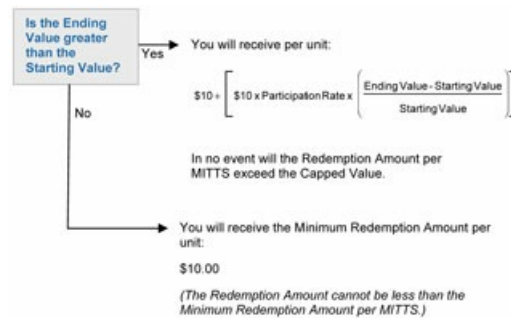 Is the Ending
Value greater
than the
Starting Value?
Yes
You will receive per unit:
$10 + [ $10 x Participation Rate x ( Ending Value - Starting Value
Starting Value ) ]
In no event will the Redemption Amount per
MITTS exceed the Capped Value.
No
You will receive the Minimum Redemption Amount per
unit:
$10.00
(The Redemption Amount cannot be less than the
Minimum Redemption Amount per MITTS.)